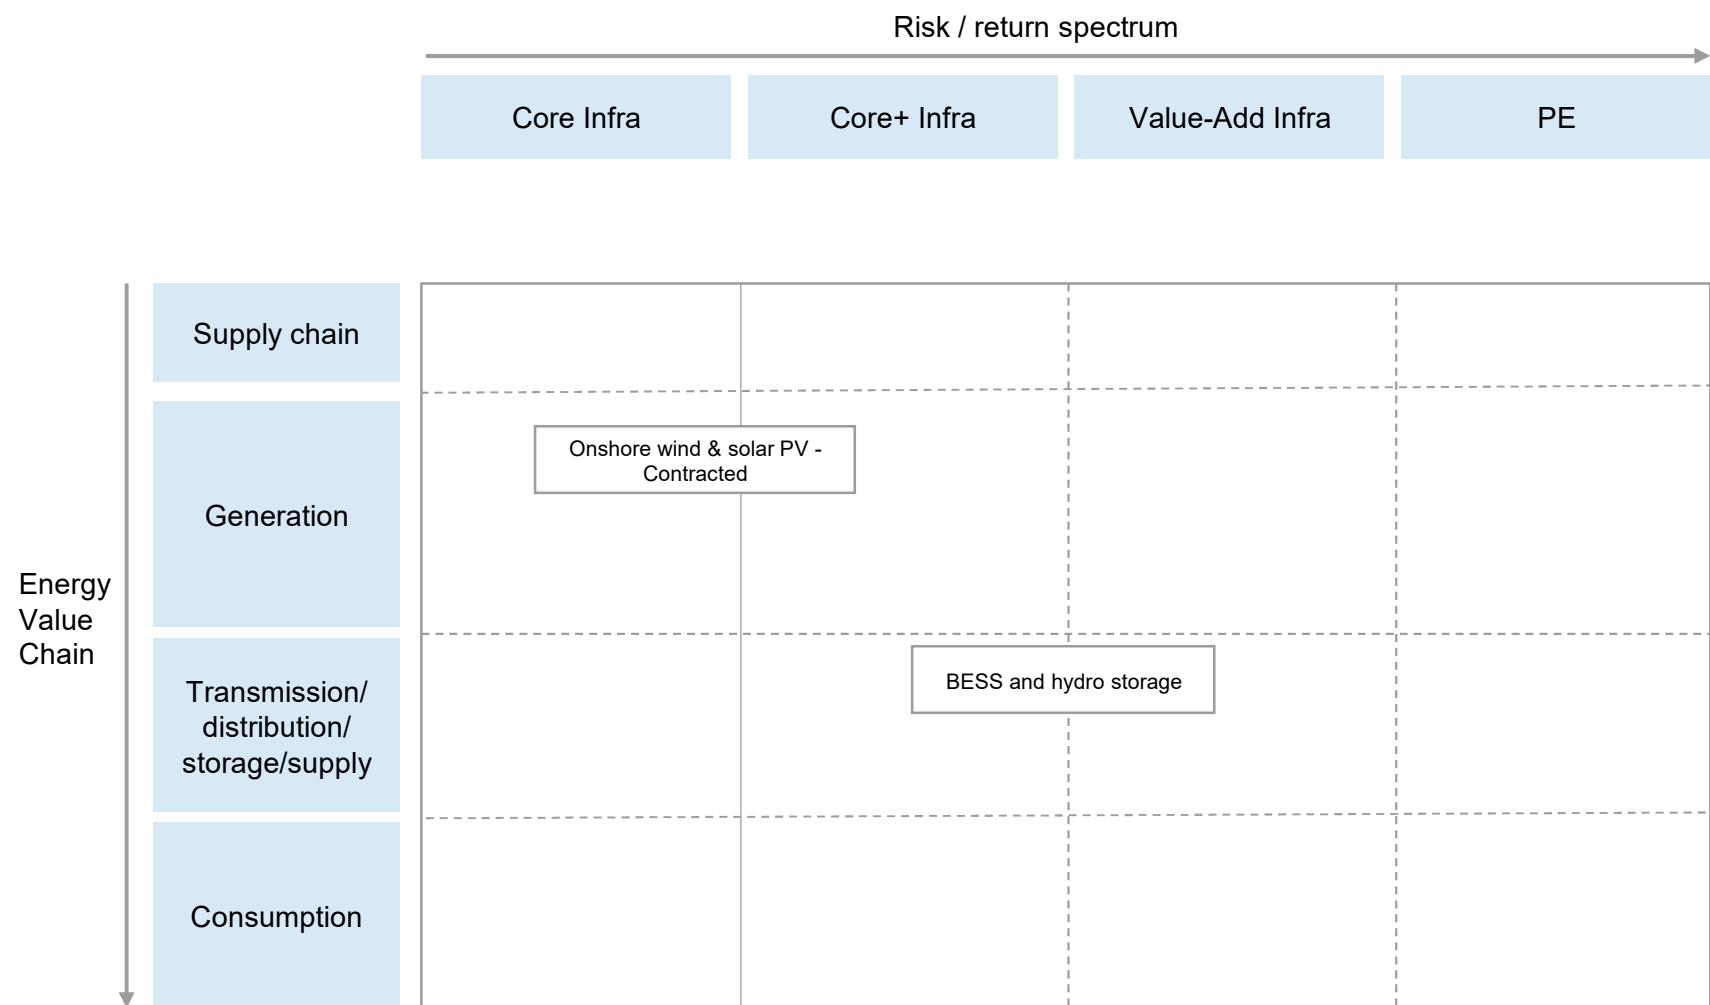 Risk / return spectrum
Core Infra
Core+ Infra
Value-Add Infra
PE
Supply chain
Onshore wind & solar PV -
Contracted
Generation
Energy
Value
Chain
BESS and hydro storage
Transmission/
distribution/
storage/supply
Consumption